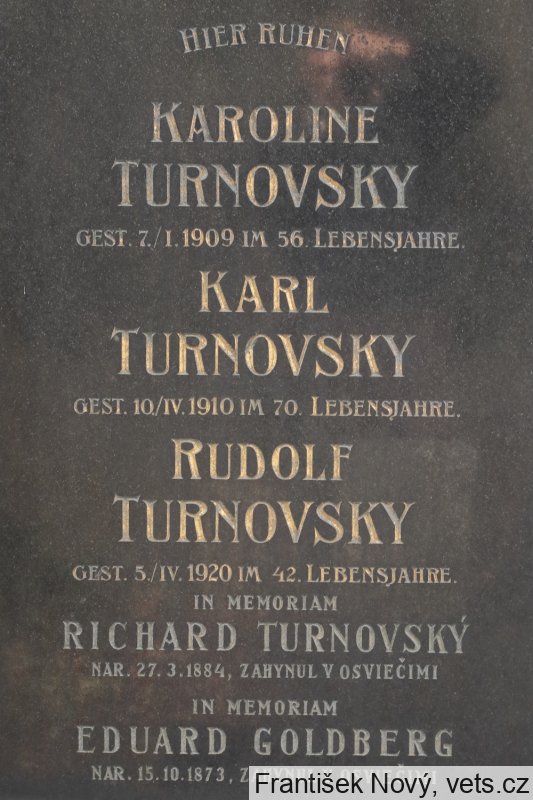 HIER RUHEN
KAROLINE
TURNOVSKY
GEST. 7./I. 1909 IM 56. LEBENSJAHRE.
KARL
TURNOVSKY
GEST. 10/IV. 1910 IM 70. LEBENSJAHRE.
RUDOLF
TURNOVSKY
GEST. 5./IV. 1920 IM 42. LEBENSJAHRE.
IN MEMORIAM
RICHARD TURNOVSKÝ
NAR. 27. 3. 1884, ZAHYNUL V OSVIEČIMI
IN MEMORIAM
EDUARD GOLDBERG
NAR. 15.10.1873,
František Nový, vets.cz